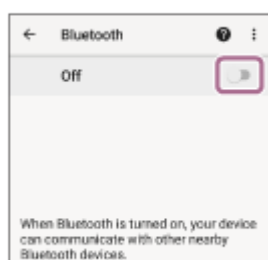 Bluetooth
Off
When Bluetooth is turned on, your device
can communicate with other nearby
Bluetooth devices.